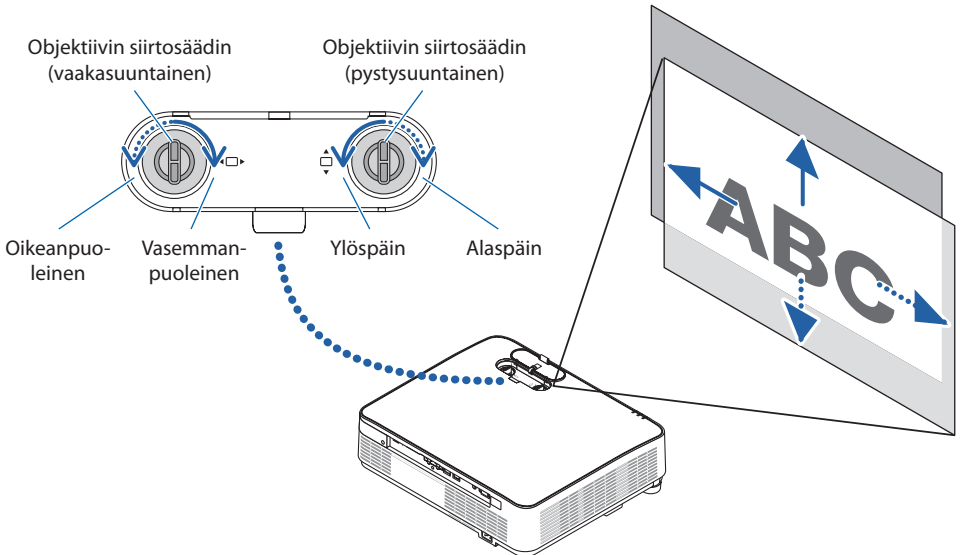 Objektiivin siirtosäädin
(vaakasuuntainen)
Objektiivin siirtosäädin
(pystysuuntainen)
Oikeanpuo-
leinen
Vasemman-
puoleinen
Ylöspäin
Alaspäin
ABC